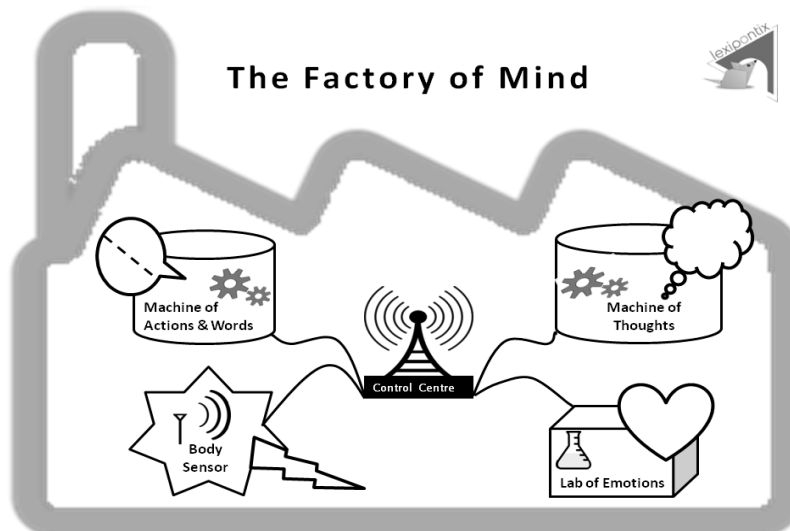 The Factory of Mind
lexipontix
Machine of
Actions & Words
Machine of
Thoughts
Control Centre
Body
Sensor
Lab of Emotions